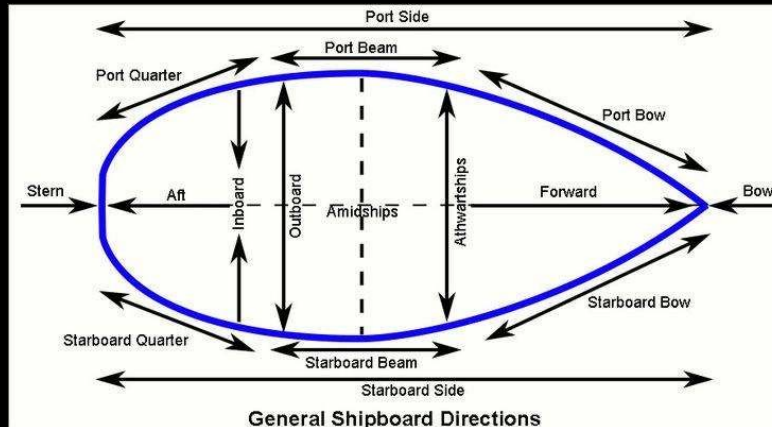 Port Side
Port Beam
Port Quarter
Port Bow
Stern
Aft
Inboard
Outboard
Amidships
Athwartships
Forward
Bow
Starboard Quarter
Starboard Bow
Starboard Beam
Starboard Side
General Shipboard Directions